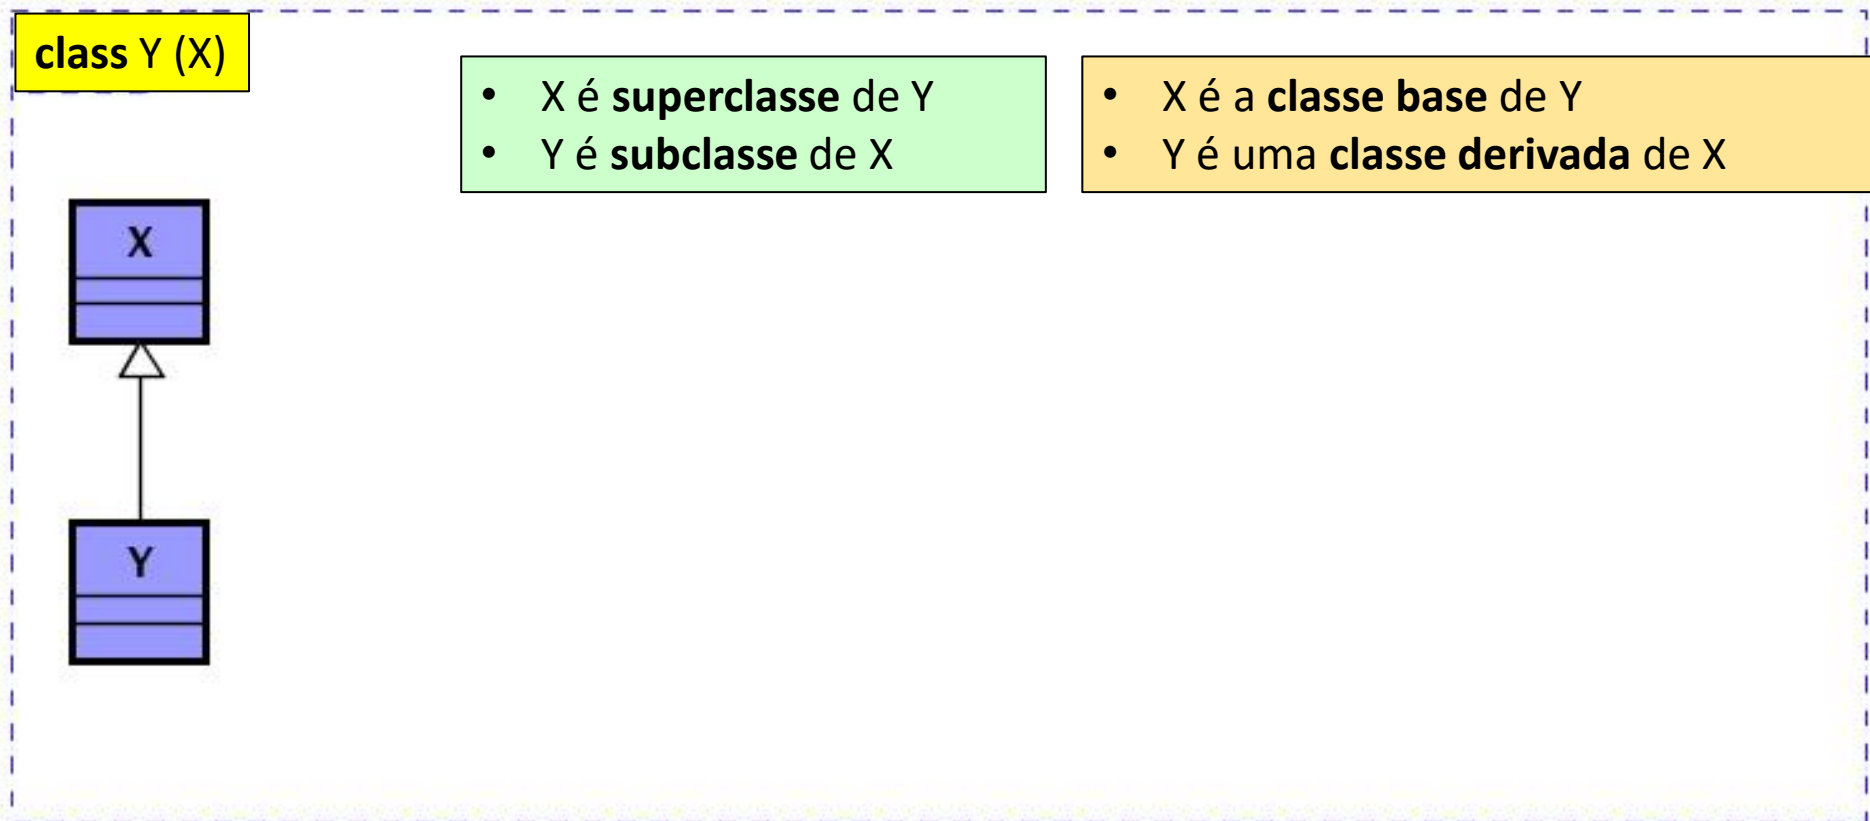 class Y (X)
• X é superclasse de Y
• Y é subclasse de X
• X é a classe base de Y
• Y é uma classe derivada de X
X
Y